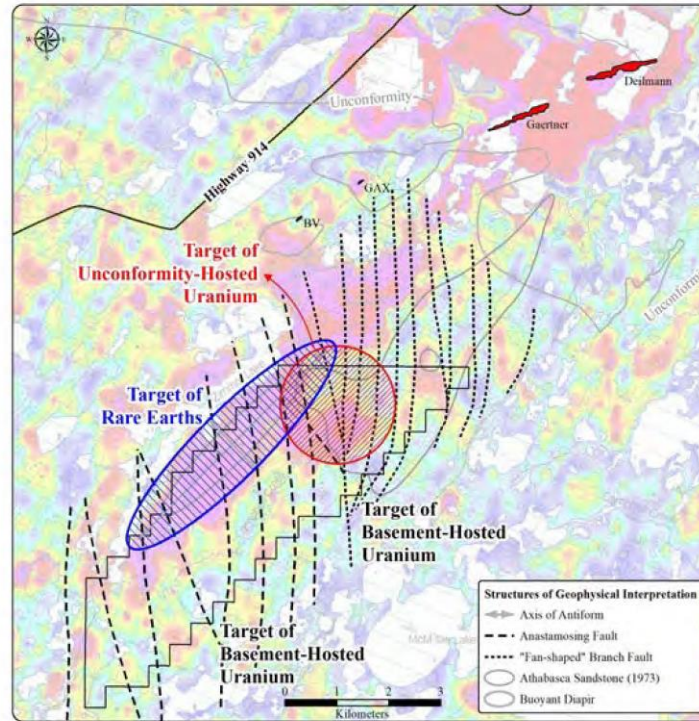 N
W E
S
Deilmann
Gaertner
Unconformity
Highway 914
GAX
BV
Target of
Unconformity-Hosted
Uranium
Unconformity
Target of
Rare Earths
Target of
Basement-Hosted
Uranium
Target of
Basement-Hosted
Uranium
Structures of Geophysical Interpretation
Axis of Antiform
Anastamosing Fault
"Fan-shaped" Branch Fault
Athabasca Sandstone (1973)
Buoyant Diapir
0 1 2 3
Kilometers